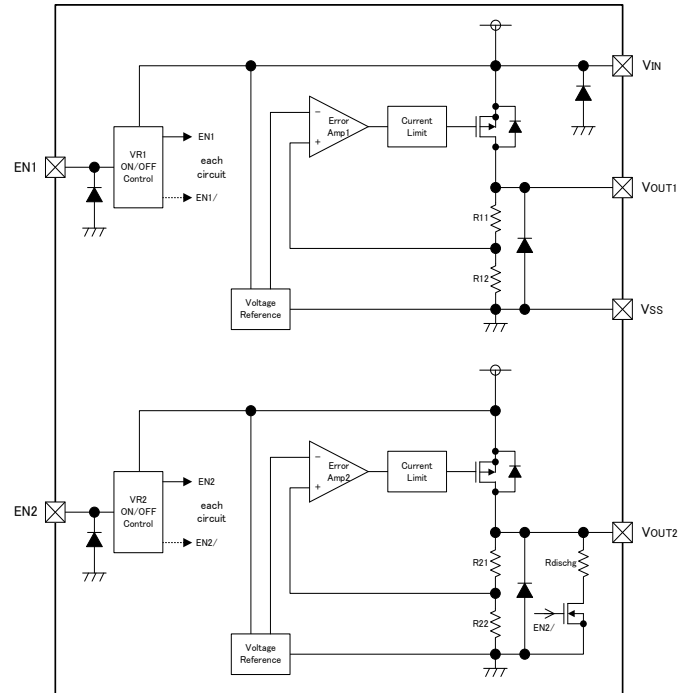 VIN
EN1
VR1
ON/OFF
Control
EN1
each
circuit
EN1/
−
+
Error
Amp1
Current
Limit
VOUT1
R11
R12
Voltage
Reference
VSS
EN2
VR2
ON/OFF
Control
EN2
each
circuit
EN2/
−
+
Error
Amp2
Current
Limit
VOUT2
R21
Rdischg
R22
EN2/
Voltage
Reference